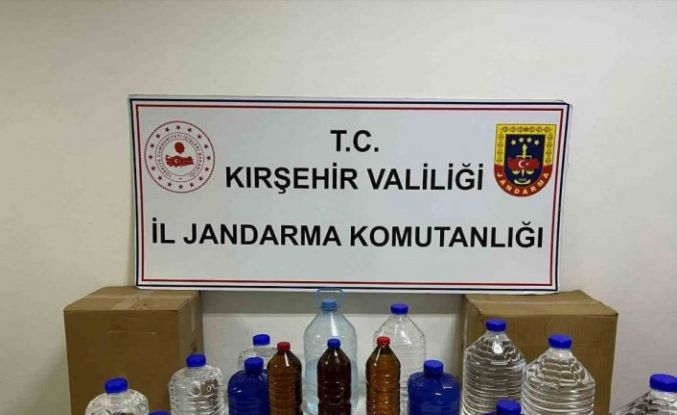 T.C.
KIRŞEHİR VALİLİĞİ
İL JANDARMA KOMUTANLIĞI
JANDARMA